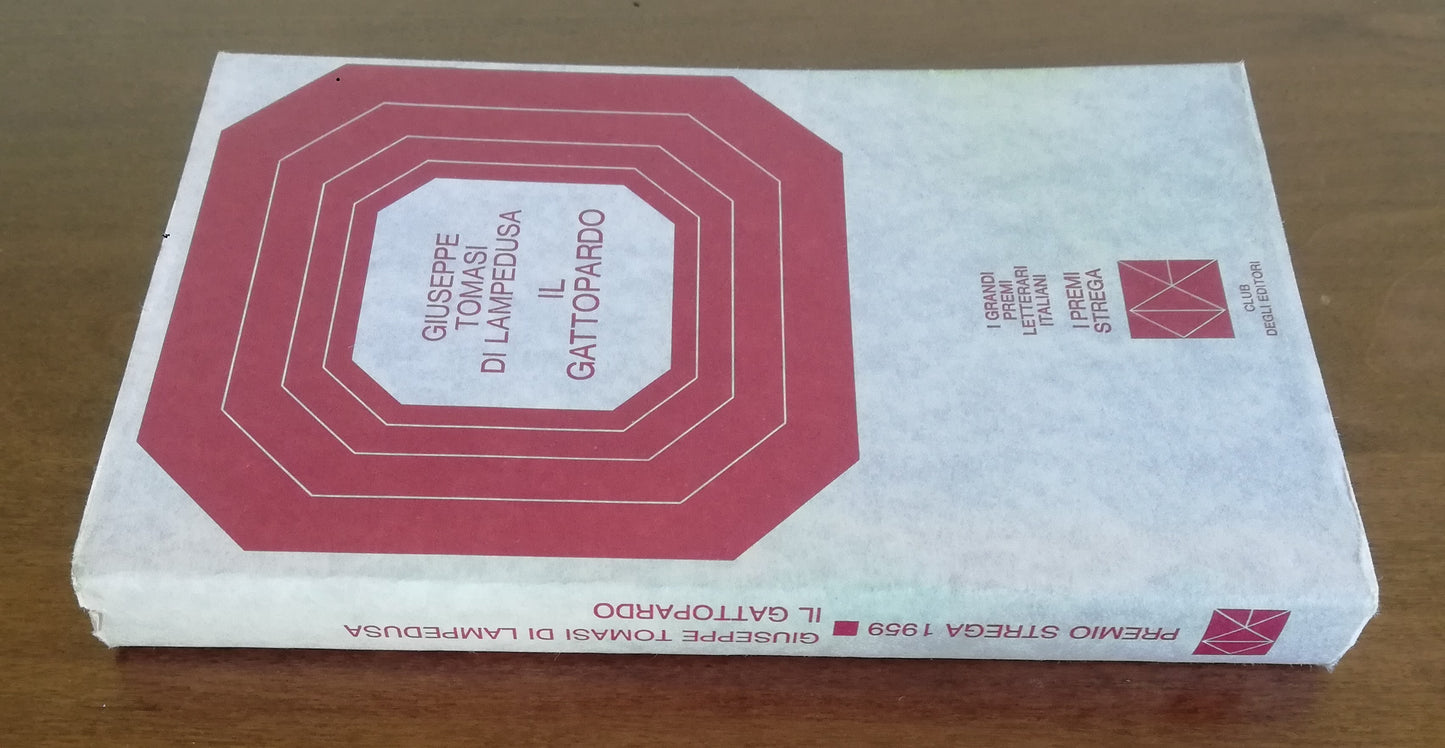 GIUSEPPE
TOMASI
DI LAMPEDUSA
IL
GATTOPARDO
I GRANDI
PREMI
LETTERARI
ITALIANI
I PREMI
STREGA
CLUB
DEGLI EDITORI
PREMIO STREGA 1959
GIUSEPPE TOMASI DI LAMPEDUSA
IL GATTOPARDO